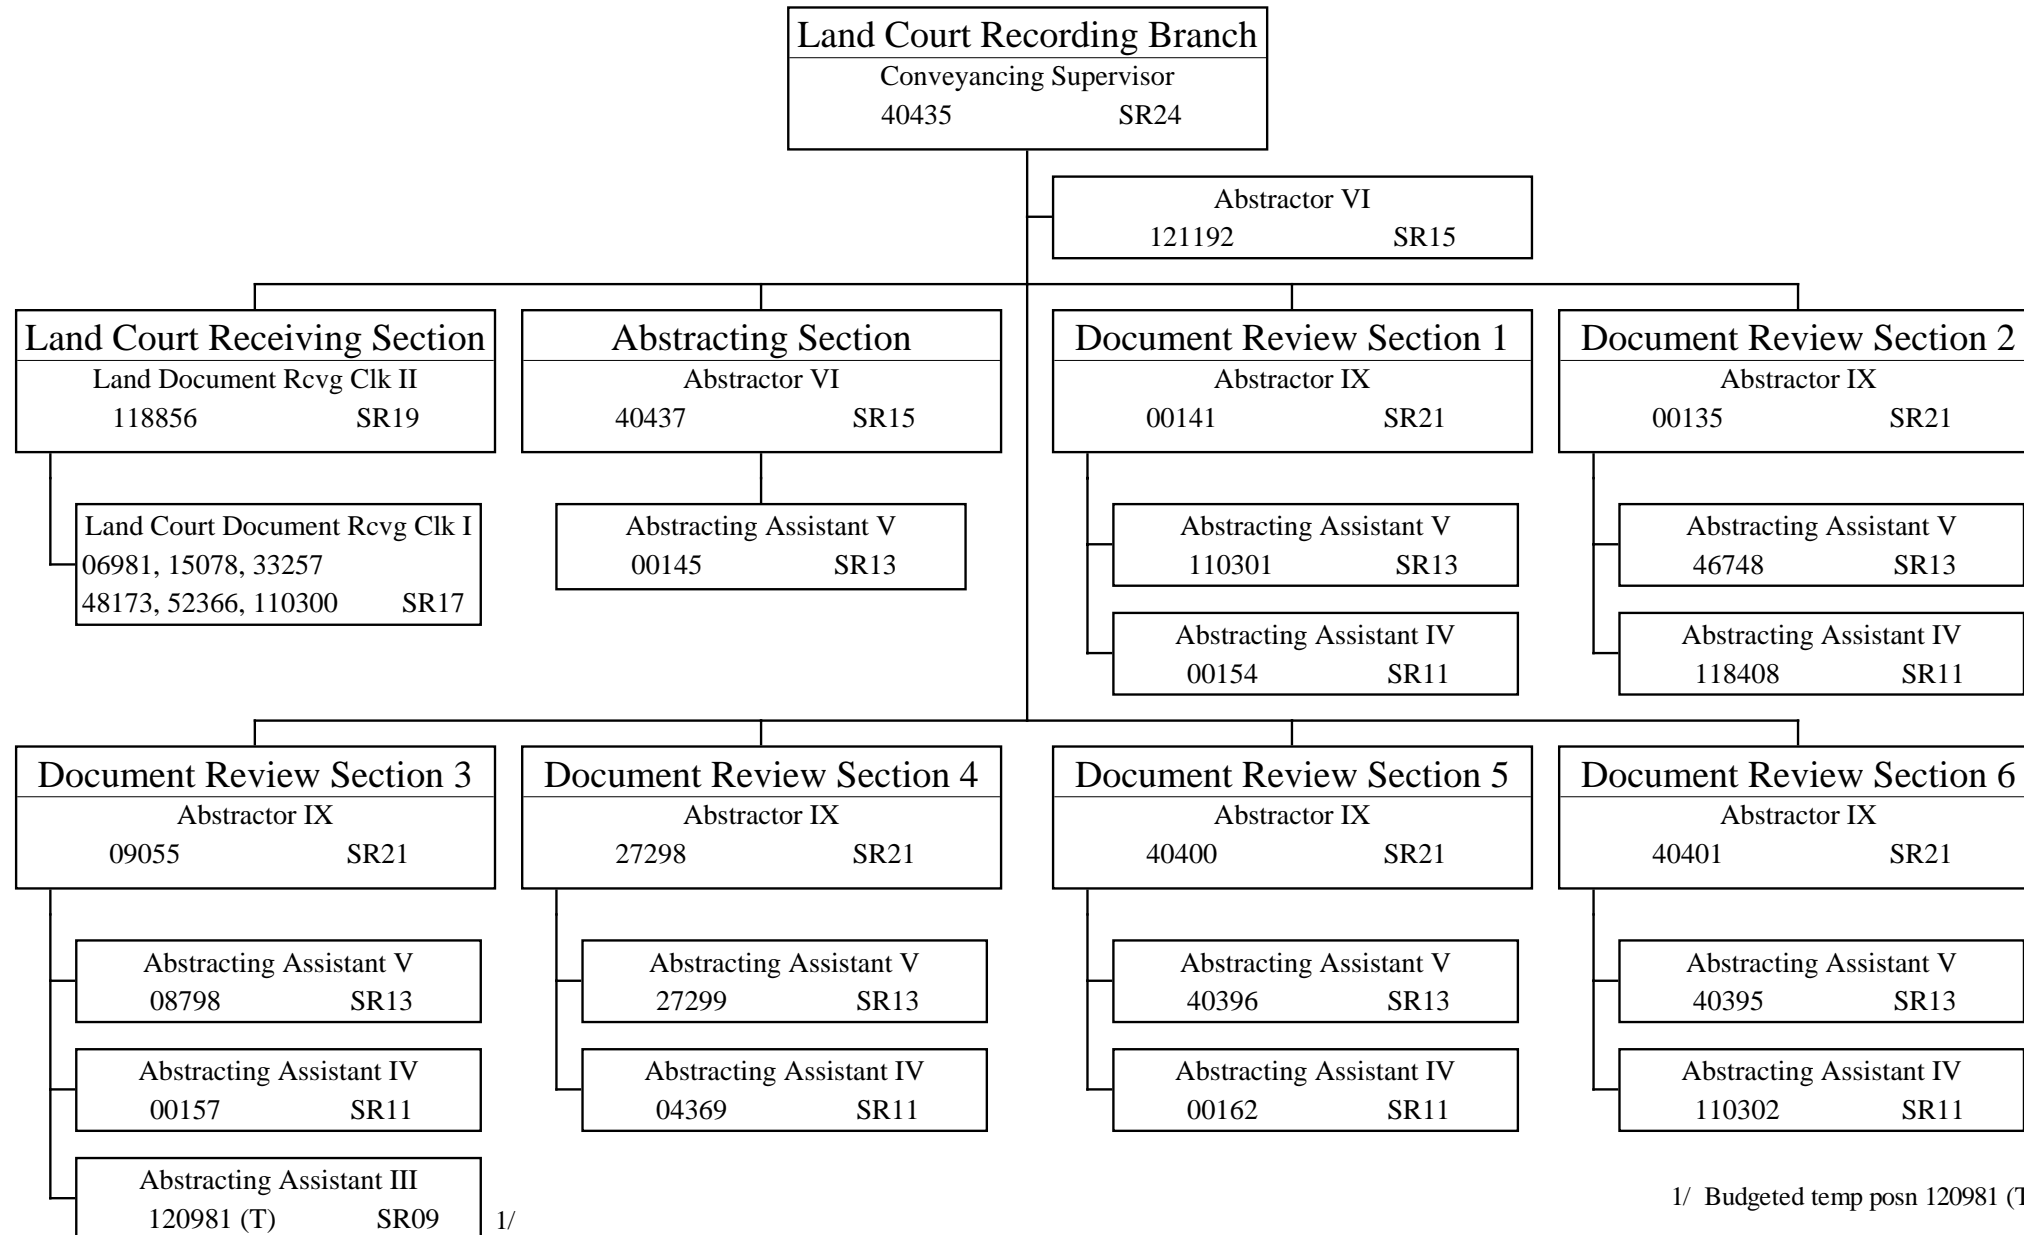 Land Court Recording Branch
Conveyancing Supervisor
40435 SR24
Abstractor VI
121192 SR15
Land Court Receiving Section
Land Document Rcvg Clk II
118856 SR19
Land Court Document Rcvg Clk I
06981, 15078, 33257
48173, 52366, 110300 SR17
Abstracting Section
Abstractor VI
40437 SR15
Abstracting Assistant V
00145 SR13
Document Review Section 1
Abstractor IX
00141 SR21
Abstracting Assistant V
110301 SR13
Abstracting Assistant IV
00154 SR11
Document Review Section 2
Abstractor IX
00135 SR21
Abstracting Assistant V
46748 SR13
Abstracting Assistant IV
118408 SR11
Document Review Section 3
Abstractor IX
09055 SR21
Abstracting Assistant V
08798 SR13
Abstracting Assistant IV
00157 SR11
Abstracting Assistant III
120981 (T) SR09 1/
Document Review Section 4
Abstractor IX
27298 SR21
Abstracting Assistant V
27299 SR13
Abstracting Assistant IV
04369 SR11
Document Review Section 5
Abstractor IX
40400 SR21
Abstracting Assistant V
40396 SR13
Abstracting Assistant IV
00162 SR11
Document Review Section 6
Abstractor IX
40401 SR21
Abstracting Assistant V
40395 SR13
Abstracting Assistant IV
110302 SR11
1/ Budgeted temp posn 120981 (T